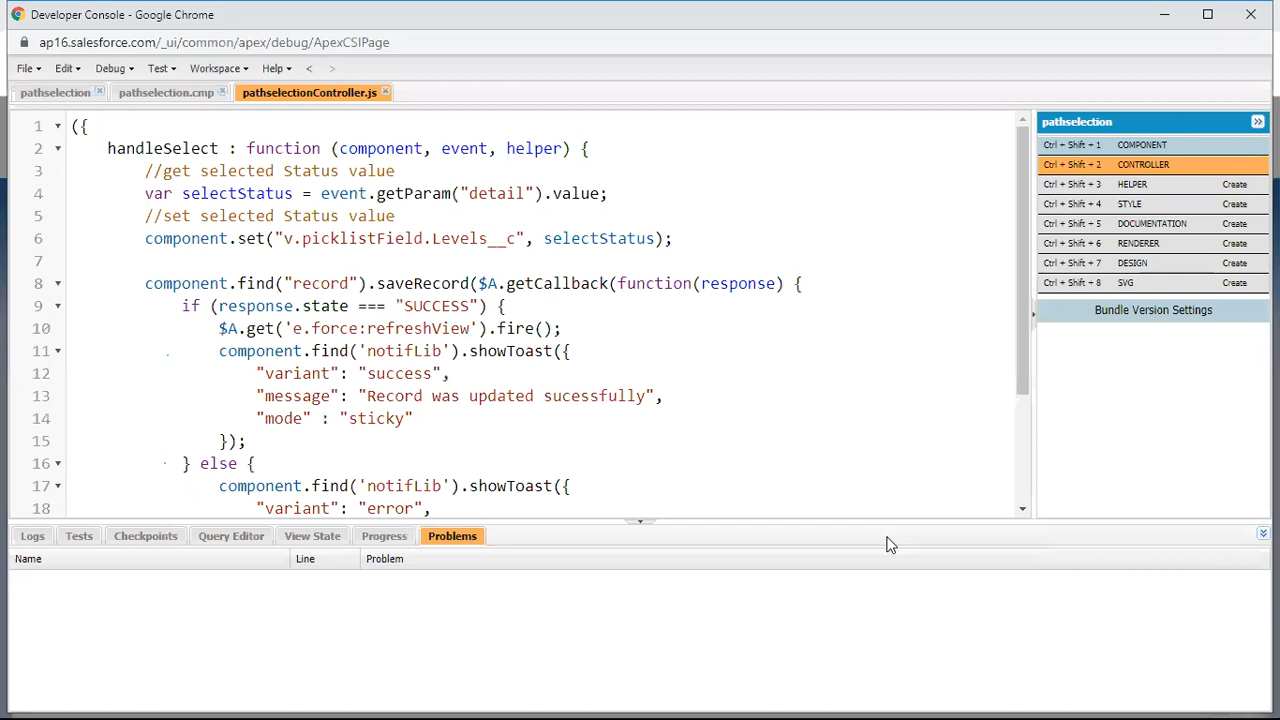 Developer Console - Google Chrome
ap16.salesforce.com/_ui/common/apex/debug/ApexCSIPage
File Edit Debug Test Workspace Help < >
pathselection pathselection.cmp pathselectionController.js
1 ({
2 handleSelect : function (component, event, helper) {
3 //get selected Status value
4 var selectStatus = event.getParam("detail").value;
5 //set selected Status value
6 component.set("v.picklistField.Levels__c", selectStatus);
7
8 component.find("record").saveRecord($A.getCallback(function(response) {
9 if (response.state === "SUCCESS") {
10 $A.get('e.force:refreshView').fire();
11 component.find('notifLib').showToast({
12 "variant": "success",
13 "message": "Record was updated sucessfully",
14 "mode" : "sticky"
15 });
16 } else {
17 component.find('notifLib').showToast({
18 "variant": "error",
pathselection
Ctrl + Shift + 1 COMPONENT
Ctrl + Shift + 2 CONTROLLER
Ctrl + Shift + 3 HELPER Create
Ctrl + Shift + 4 STYLE Create
Ctrl + Shift + 5 DOCUMENTATION Create
Ctrl + Shift + 6 RENDERER Create
Ctrl + Shift + 7 DESIGN Create
Ctrl + Shift + 8 SVG Create
Bundle Version Settings
Logs Tests Checkpoints Query Editor View State Progress Problems
Name Line Problem